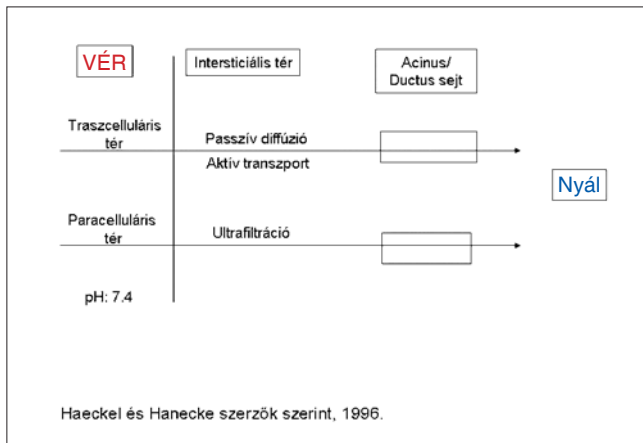 VÉR
Intersticiális tér
Acinus/
Ductus sejt
Traszcelluláris
tér
Passzív diffúzió
Aktív transzport
Nyál
Paracelluláris
tér
Ultrafiltráció
pH: 7.4
Haeckel és Hanecke szerzők szerint, 1996.